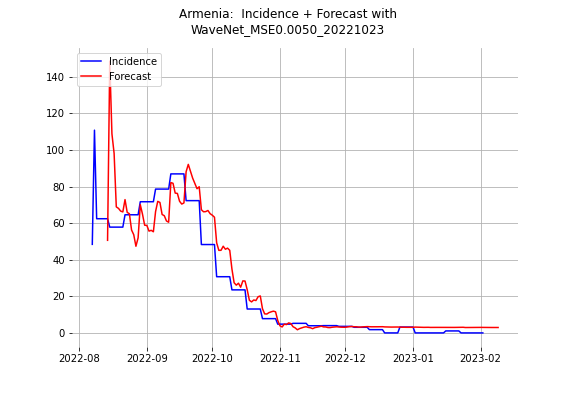 Armenia:  Incidence + Forecast with
WaveNet_MSE0.0050_20221023
Incidence
Forecast
140
120
100
80
60
40
20
0
2022-08 2022-09 2022-10 2022-11 2022-12 2023-01 2023-02